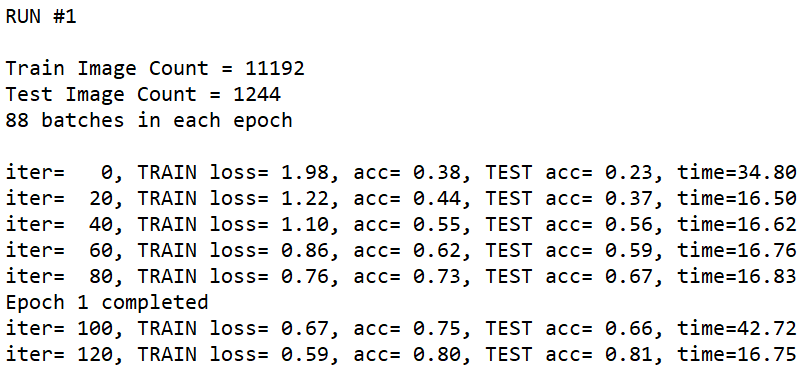 RUN #1
Train Image Count = 11192
Test Image Count = 1244
88 batches in each epoch
iter=   0, TRAIN loss= 1.98, acc= 0.38, TEST acc= 0.23, time=34.80
iter=  20, TRAIN loss= 1.22, acc= 0.44, TEST acc= 0.37, time=16.50
iter=  40, TRAIN loss= 1.10, acc= 0.55, TEST acc= 0.56, time=16.62
iter=  60, TRAIN loss= 0.86, acc= 0.62, TEST acc= 0.59, time=16.76
iter=  80, TRAIN loss= 0.76, acc= 0.73, TEST acc= 0.67, time=16.83
Epoch 1 completed
iter= 100, TRAIN loss= 0.67, acc= 0.75, TEST acc= 0.66, time=42.72
iter= 120, TRAIN loss= 0.59, acc= 0.80, TEST acc= 0.81, time=16.75